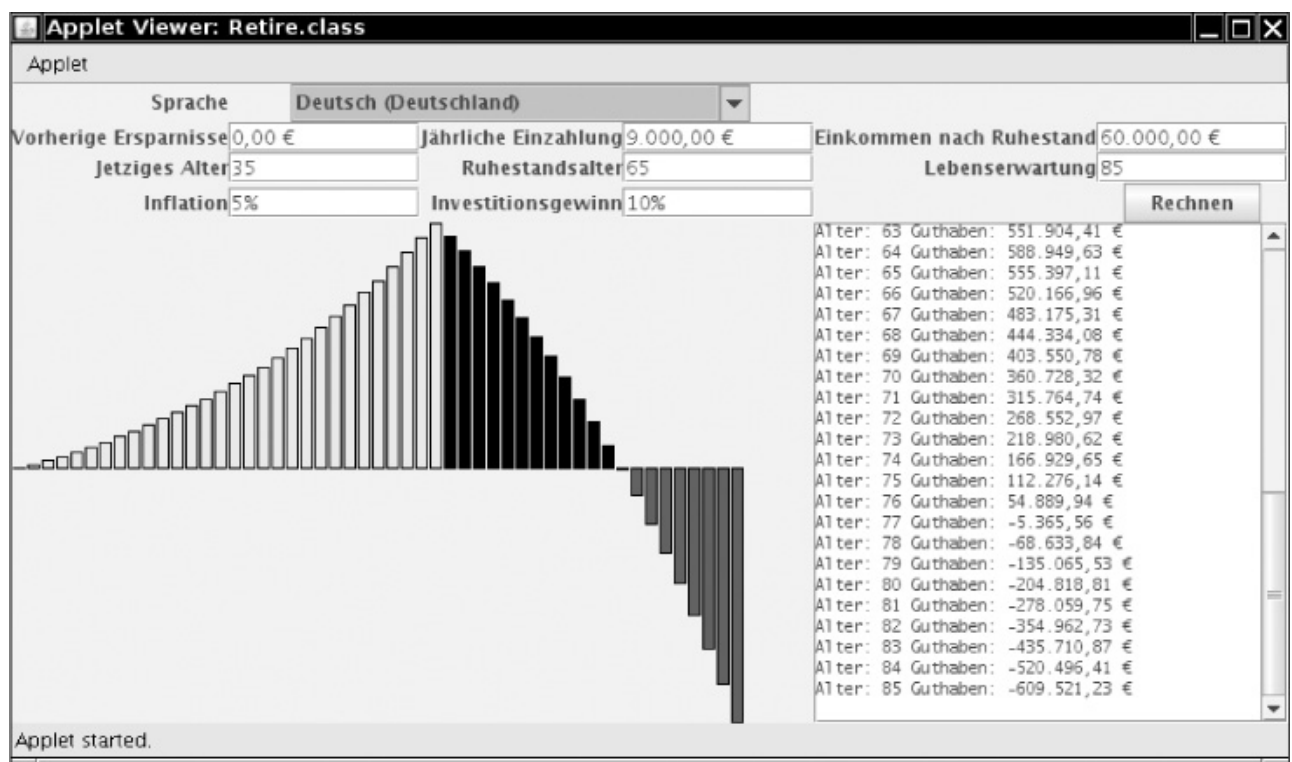 Applet Viewer: Retire.class
Applet
Sprache Deutsch (Deutschland)
Vorherige Ersparnisse 0,00 € Jährliche Einzahlung 9.000,00 € Einkommen nach Ruhestand 60.000,00 €
Jetziges Alter 35 Ruhestandsalter 65 Lebenserwartung 85
Inflation 5% Investitionsgewinn 10% Rechnen
Alter: 63 Guthaben: 551.904,41 €
Alter: 64 Guthaben: 588.949,63 €
Alter: 65 Guthaben: 555.397,11 €
Alter: 66 Guthaben: 520.166,96 €
Alter: 67 Guthaben: 483.175,31 €
Alter: 68 Guthaben: 444.334,08 €
Alter: 69 Guthaben: 403.550,78 €
Alter: 70 Guthaben: 360.728,32 €
Alter: 71 Guthaben: 315.764,74 €
Alter: 72 Guthaben: 268.552,97 €
Alter: 73 Guthaben: 218.980,62 €
Alter: 74 Guthaben: 166.929,65 €
Alter: 75 Guthaben: 112.276,14 €
Alter: 76 Guthaben: 54.889,94 €
Alter: 77 Guthaben: -5.365,56 €
Alter: 78 Guthaben: -68.633,84 €
Alter: 79 Guthaben: -135.065,53 €
Alter: 80 Guthaben: -204.818,81 €
Alter: 81 Guthaben: -278.059,75 €
Alter: 82 Guthaben: -354.962,73 €
Alter: 83 Guthaben: -435.710,87 €
Alter: 84 Guthaben: -520.496,41 €
Alter: 85 Guthaben: -609.521,23 €
Applet started.